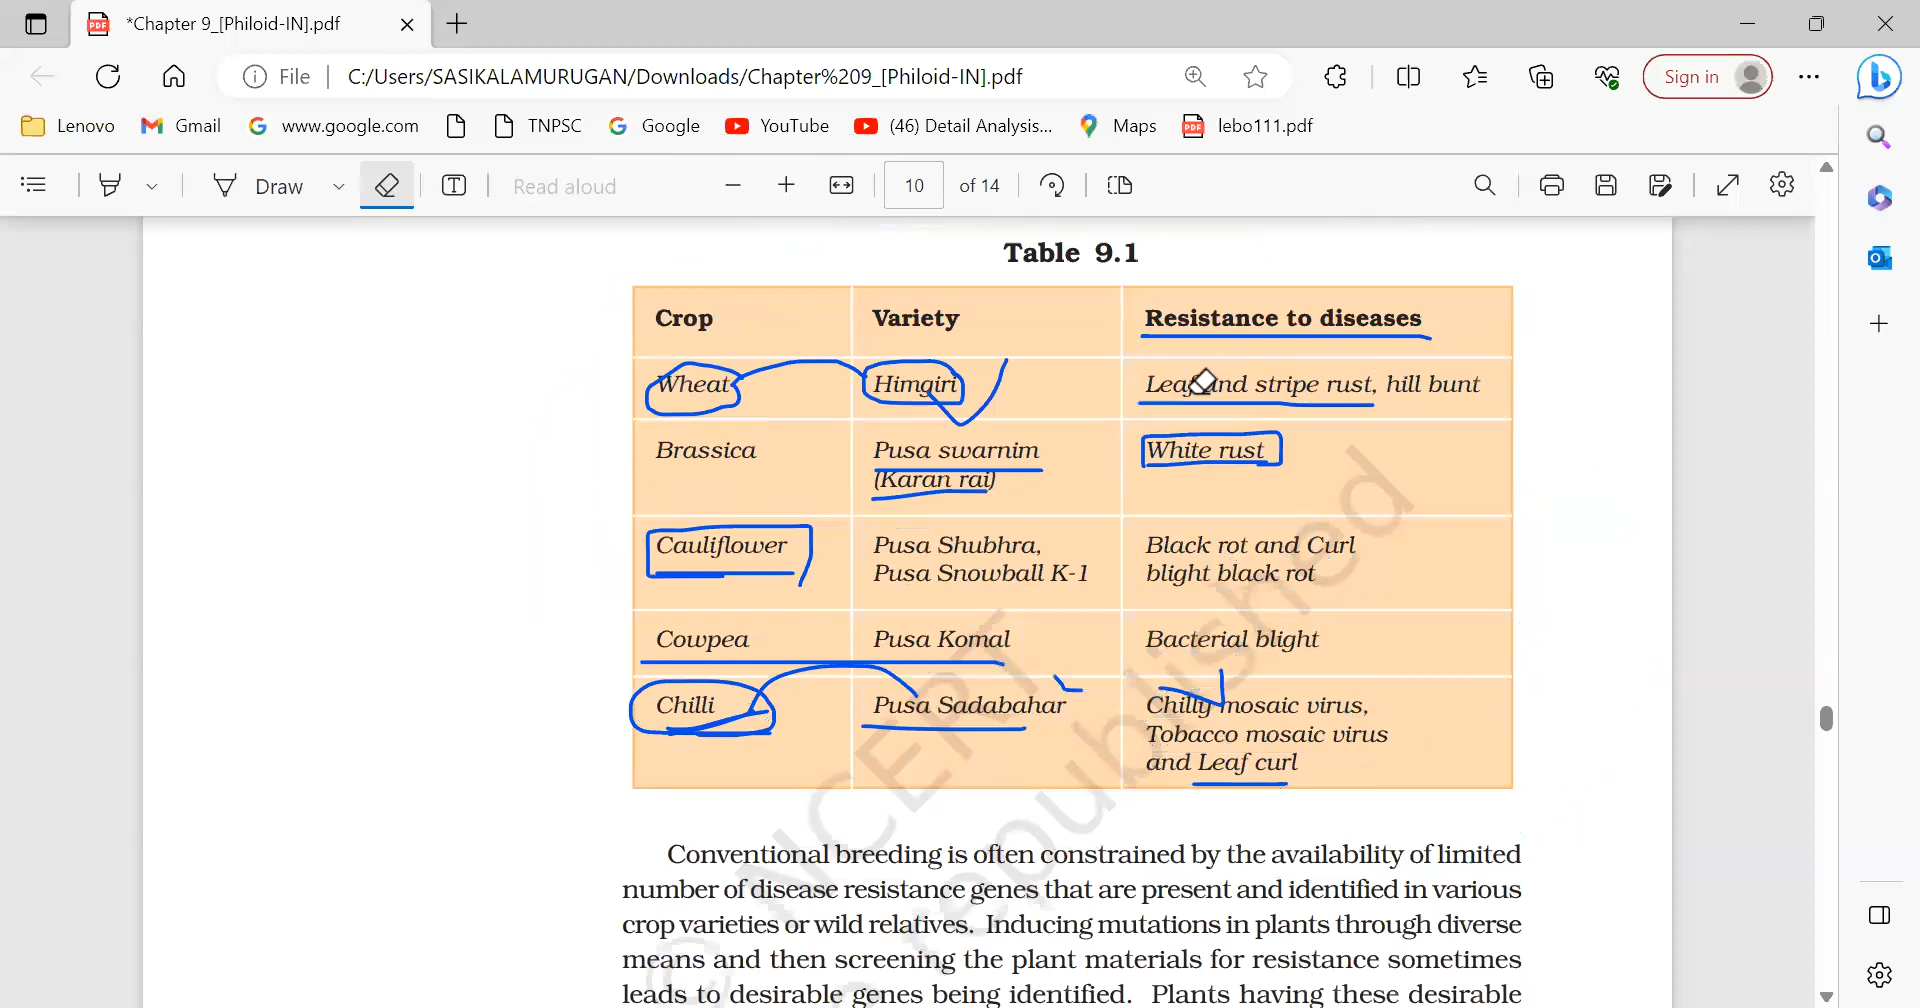 *Chapter 9_[Philoid-IN].pdf
File
C:/Users/SASIKALAMURUGAN/Downloads/Chapter%209_[Philoid-IN].pdf
Sign in
Lenovo
Gmail
www.google.com
TNPSC
Google
YouTube
(46) Detail Analysis...
Maps
lebo111.pdf
Draw
Read aloud
10
of 14
Table 9.1
Crop Variety Resistance to diseases
Wheat Himgiri Leaf and stripe rust, hill bunt
Brassica Pusa swarnim White rust
(Karan rai)
Cauliflower Pusa Shubhra, Black rot and Curl
Pusa Snowball K-1 blight black rot
Cowpea Pusa Komal Bacterial blight
Chilli Pusa Sadabahar Chilly mosaic virus,
Tobacco mosaic virus
and Leaf curl
Conventional breeding is often constrained by the availability of limited
number of disease resistance genes that are present and identified in various
crop varieties or wild relatives. Inducing mutations in plants through diverse
means and then screening the plant materials for resistance sometimes
leads to desirable genes being identified. Plants having these desirable
© NCERT
republished